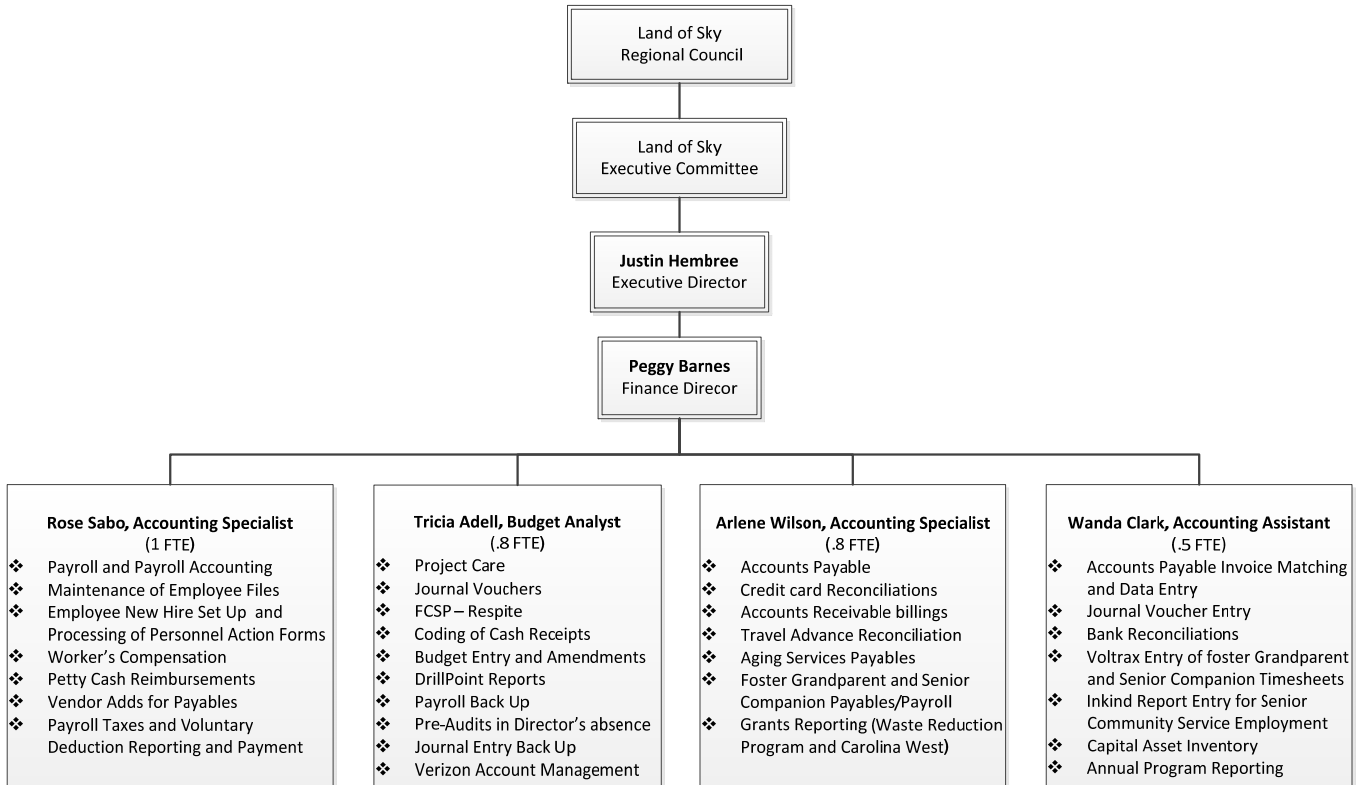 Land of Sky
Regional Council
Land of Sky
Executive Committee
Justin Hembree
Executive Director
Peggy Barnes
Finance Direcor
Rose Sabo, Accounting Specialist
(1 FTE)
❖ Payroll and Payroll Accounting
❖ Maintenance of Employee Files
❖ Employee New Hire Set Up and
Processing of Personnel Action Forms
❖ Worker's Compensation
❖ Petty Cash Reimbursements
❖ Vendor Adds for Payables
❖ Payroll Taxes and Voluntary
Deduction Reporting and Payment
Tricia Adell, Budget Analyst
(.8 FTE)
❖ Project Care
❖ Journal Vouchers
❖ FCSP – Respite
❖ Coding of Cash Receipts
❖ Budget Entry and Amendments
❖ DrillPoint Reports
❖ Payroll Back Up
❖ Pre-Audits in Director's absence
❖ Journal Entry Back Up
❖ Verizon Account Management
Arlene Wilson, Accounting Specialist
(.8 FTE)
❖ Accounts Payable
❖ Credit card Reconciliations
❖ Accounts Receivable billings
❖ Travel Advance Reconciliation
❖ Aging Services Payables
❖ Foster Grandparent and Senior
Companion Payables/Payroll
❖ Grants Reporting (Waste Reduction
Program and Carolina West)
Wanda Clark, Accounting Assistant
(.5 FTE)
❖ Accounts Payable Invoice Matching
and Data Entry
❖ Journal Voucher Entry
❖ Bank Reconciliations
❖ Voltrax Entry of foster Grandparent
and Senior Companion Timesheets
❖ Inkind Report Entry for Senior
Community Service Employment
❖ Capital Asset Inventory
❖ Annual Program Reporting